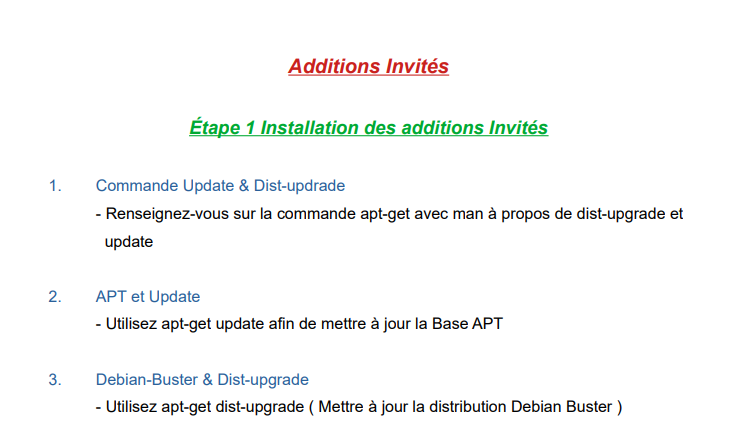 Additions Invités
Étape 1 Installation des additions Invités
1. Commande Update & Dist-updrade
- Renseignez-vous sur la commande apt-get avec man à propos de dist-upgrade et
update
2. APT et Update
- Utilisez apt-get update afin de mettre à jour la Base APT
3. Debian-Buster & Dist-upgrade
- Utilisez apt-get dist-upgrade ( Mettre à jour la distribution Debian Buster )